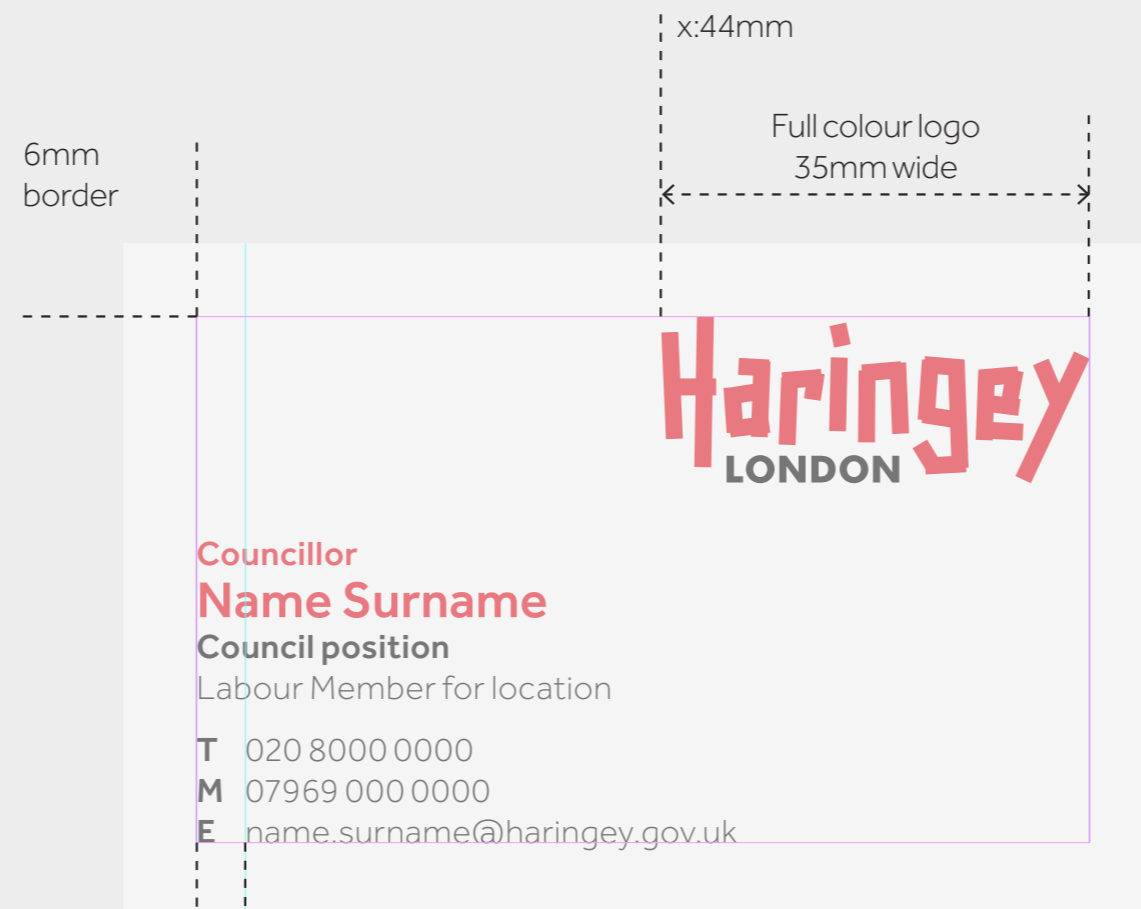 x:44mm
Full colour logo
35mm wide
6mm
border
Haringey
LONDON
Councillor
Name Surname
Council position
Labour Member for location
T 020 8000 0000
M 07969 000 0000
E name.surname@haringey.gov.uk